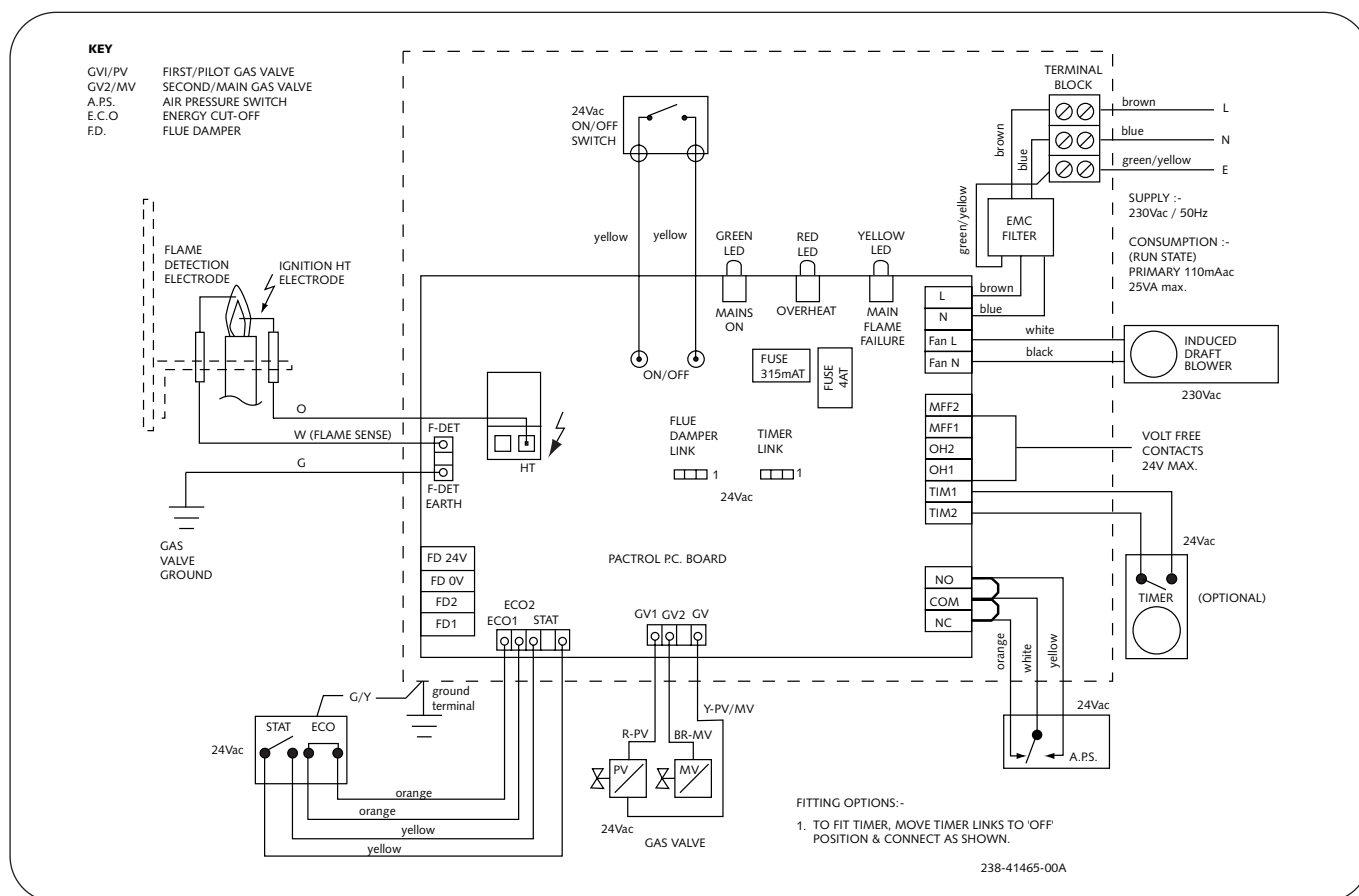 KEY
GVI/PV FIRST/PILOT GAS VALVE
GV2/MV SECOND/MAIN GAS VALVE
A.P.S. AIR PRESSURE SWITCH
E.C.O ENERGY CUT-OFF
F.D. FLUE DAMPER
24Vac
ON/OFF
SWITCH
TERMINAL
BLOCK
brown
L
blue
N
green/yellow
E
brown
blue
green/yellow
EMC
FILTER
SUPPLY :-
230Vac / 50Hz
CONSUMPTION :-
(RUN STATE)
PRIMARY 110mAac
25VA max.
FLAME
DETECTION
ELECTRODE
IGNITION HT
ELECTRODE
yellow
yellow
GREEN
LED
RED
LED
YELLOW
LED
MAINS
ON
OVERHEAT
MAIN
FLAME
FAILURE
L
brown
N
blue
Fan L
white
Fan N
black
INDUCED
DRAFT
BLOWER
230Vac
ON/OFF
FUSE
315mAT
FUSE
4AT
O
W (FLAME SENSE)
G
F-DET
F-DET
EARTH
HT
FLUE
DAMPER
LINK
1
TIMER
LINK
1
24Vac
MFF2
MFF1
OH2
OH1
TIM1
TIM2
VOLT FREE
CONTACTS
24V MAX.
GAS
VALVE
GROUND
PACTROL P.C. BOARD
FD 24V
FD 0V
FD2
FD1
NO
COM
NC
24Vac
TIMER
(OPTIONAL)
ECO2
ECO1
STAT
GV1
GV2
GV
orange
white
yellow
G/Y
ground
terminal
STAT
ECO
24Vac
R-PV
BR-MV
Y-PV/MV
PV
MV
24Vac
A.P.S.
orange
orange
yellow
yellow
24Vac
GAS VALVE
FITTING OPTIONS:-
1. TO FIT TIMER, MOVE TIMER LINKS TO 'OFF'
POSITION & CONNECT AS SHOWN.
238-41465-00A